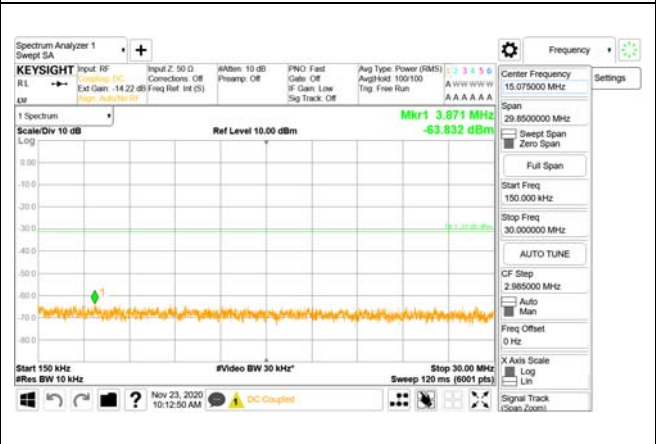 Spectrum Analyzer 1
Swept SA
+
Frequency
KEYSIGHT
RL
Input: RF
Coupling: DC
Ext Gain: -14.22 dB
Align: Auto/No RF
Input Z: 50 Ω
Corrections: Off
Freq Ref: Int (S)
#Atten: 10 dB
Preamp: Off
PNO: Fast
Gate: Off
IF Gain: Low
Sig Track: Off
Avg Type: Power (RMS)
Avg|Hold: 100/100
Trig: Free Run
1 2 3 4 5 6
A W W W W W
A A A A A A
1 Spectrum
Scale/Div 10 dB
Log
Ref Level 10.00 dBm
Mkr1 3.871 MHz
-63.832 dBm
0.00
-10.0
-20.0
-30.0
-40.0
-50.0
-60.0
-70.0
-80.0
1
Start 150 kHz
#Res BW 10 kHz
#Video BW 30 kHz*
Stop 30.00 MHz
Sweep 120 ms (6001 pts)
Nov 23, 2020
10:12:50 AM
DC Coupled
Center Frequency
15.075000 MHz
Settings
Span
29.8500000 MHz
Swept Span
Zero Span
Full Span
Start Freq
150.000 kHz
Stop Freq
30.000000 MHz
AUTO TUNE
CF Step
2.985000 MHz
Auto
Man
Freq Offset
0 Hz
X Axis Scale
Log
Lin
Signal Track
(Span Zoom)